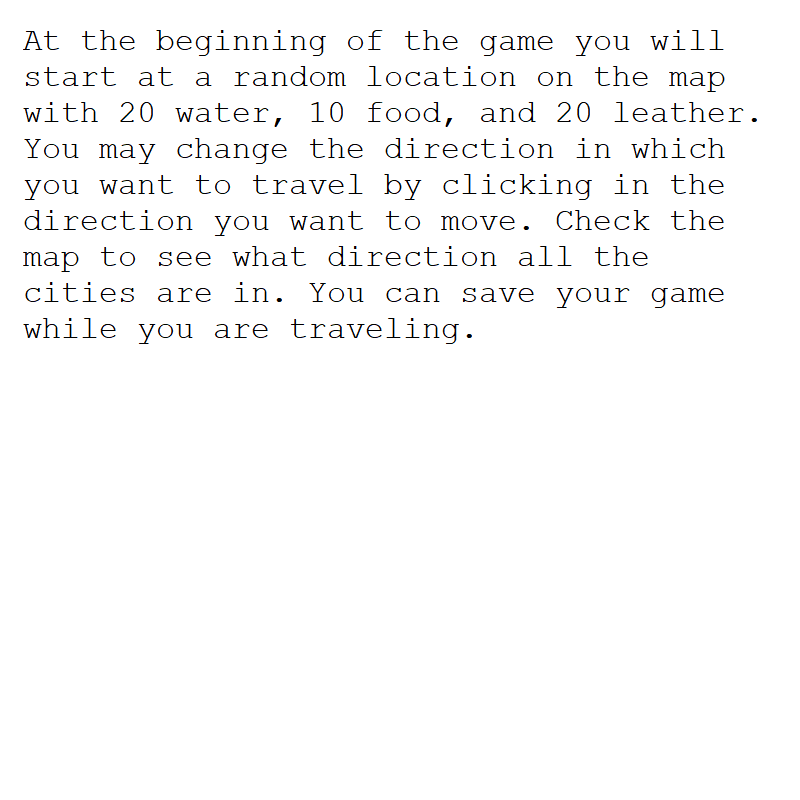 At the beginning of the game you will
start at a random location on the map
with 20 water, 10 food, and 20 leather.
You may change the direction in which
you want to travel by clicking in the
direction you want to move. Check the
map to see what direction all the
cities are in. You can save your game
while you are traveling.